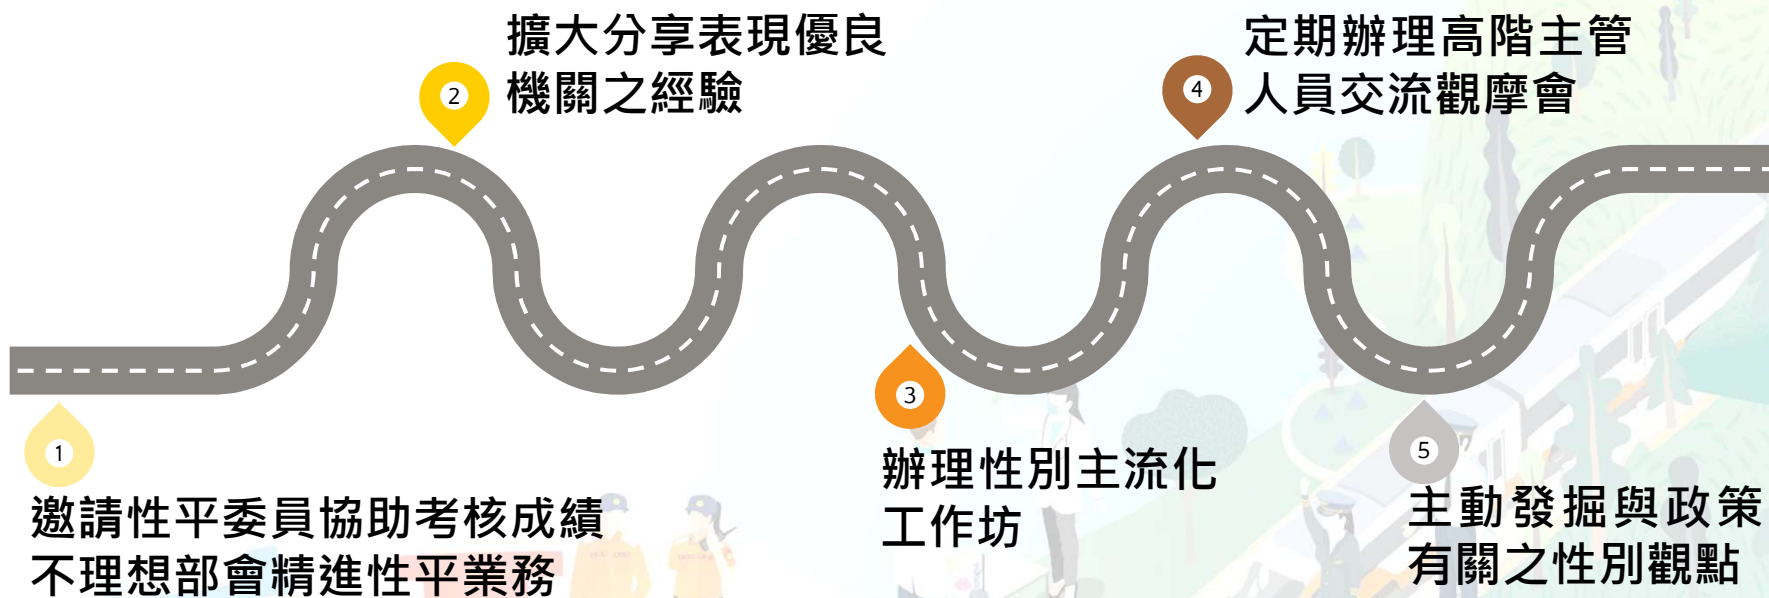 1
邀請性平委員協助考核成績
不理想部會精進性平業務
2
擴大分享表現優良
機關之經驗
3
辦理性別主流化
工作坊
4
定期辦理高階主管
人員交流觀摩會
5
主動發掘與政策
有關之性別觀點